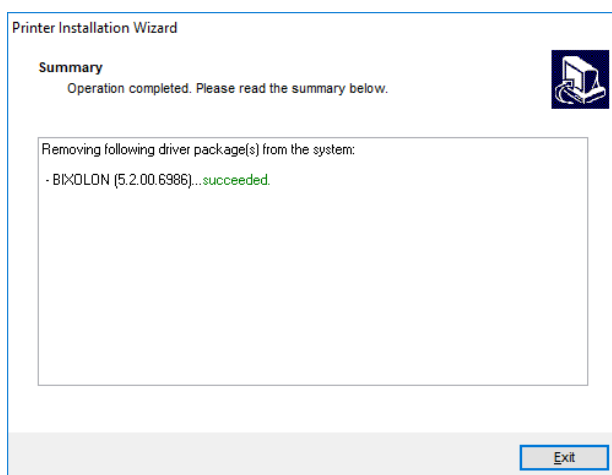 Printer Installation Wizard
Summary
Operation completed. Please read the summary below.
Removing following driver package(s) from the system:
- BIXOLON (5.2.00.6986)...succeeded.
Exit